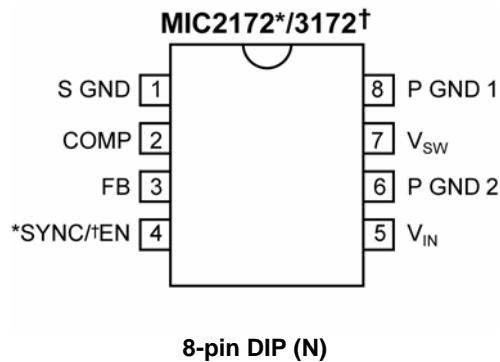 MIC2172*/3172†
S GND 1
8 P GND 1
COMP 2
7 VSW
FB 3
6 P GND 2
*SYNC/†EN 4
5 VIN
8-pin DIP (N)